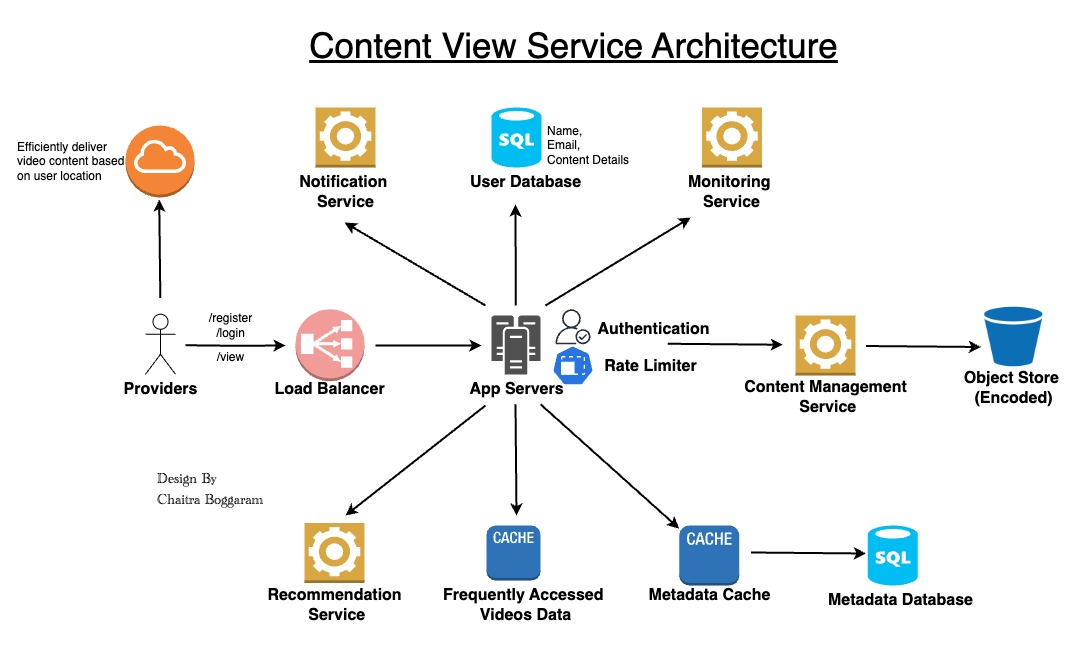 Content View Service Architecture
Efficiently deliver
video content based
on user location
Notification
Service
SQL
Name,
Email,
Content Details
User Database
Monitoring
Service
/register
/login
/view
Providers
Load Balancer
App Servers
Authentication
Rate Limiter
Content Management
Service
Object Store
(Encoded)
Design By
Chaitra Boggaram
Recommendation
Service
CACHE
Frequently Accessed
Videos Data
CACHE
Metadata Cache
SQL
Metadata Database